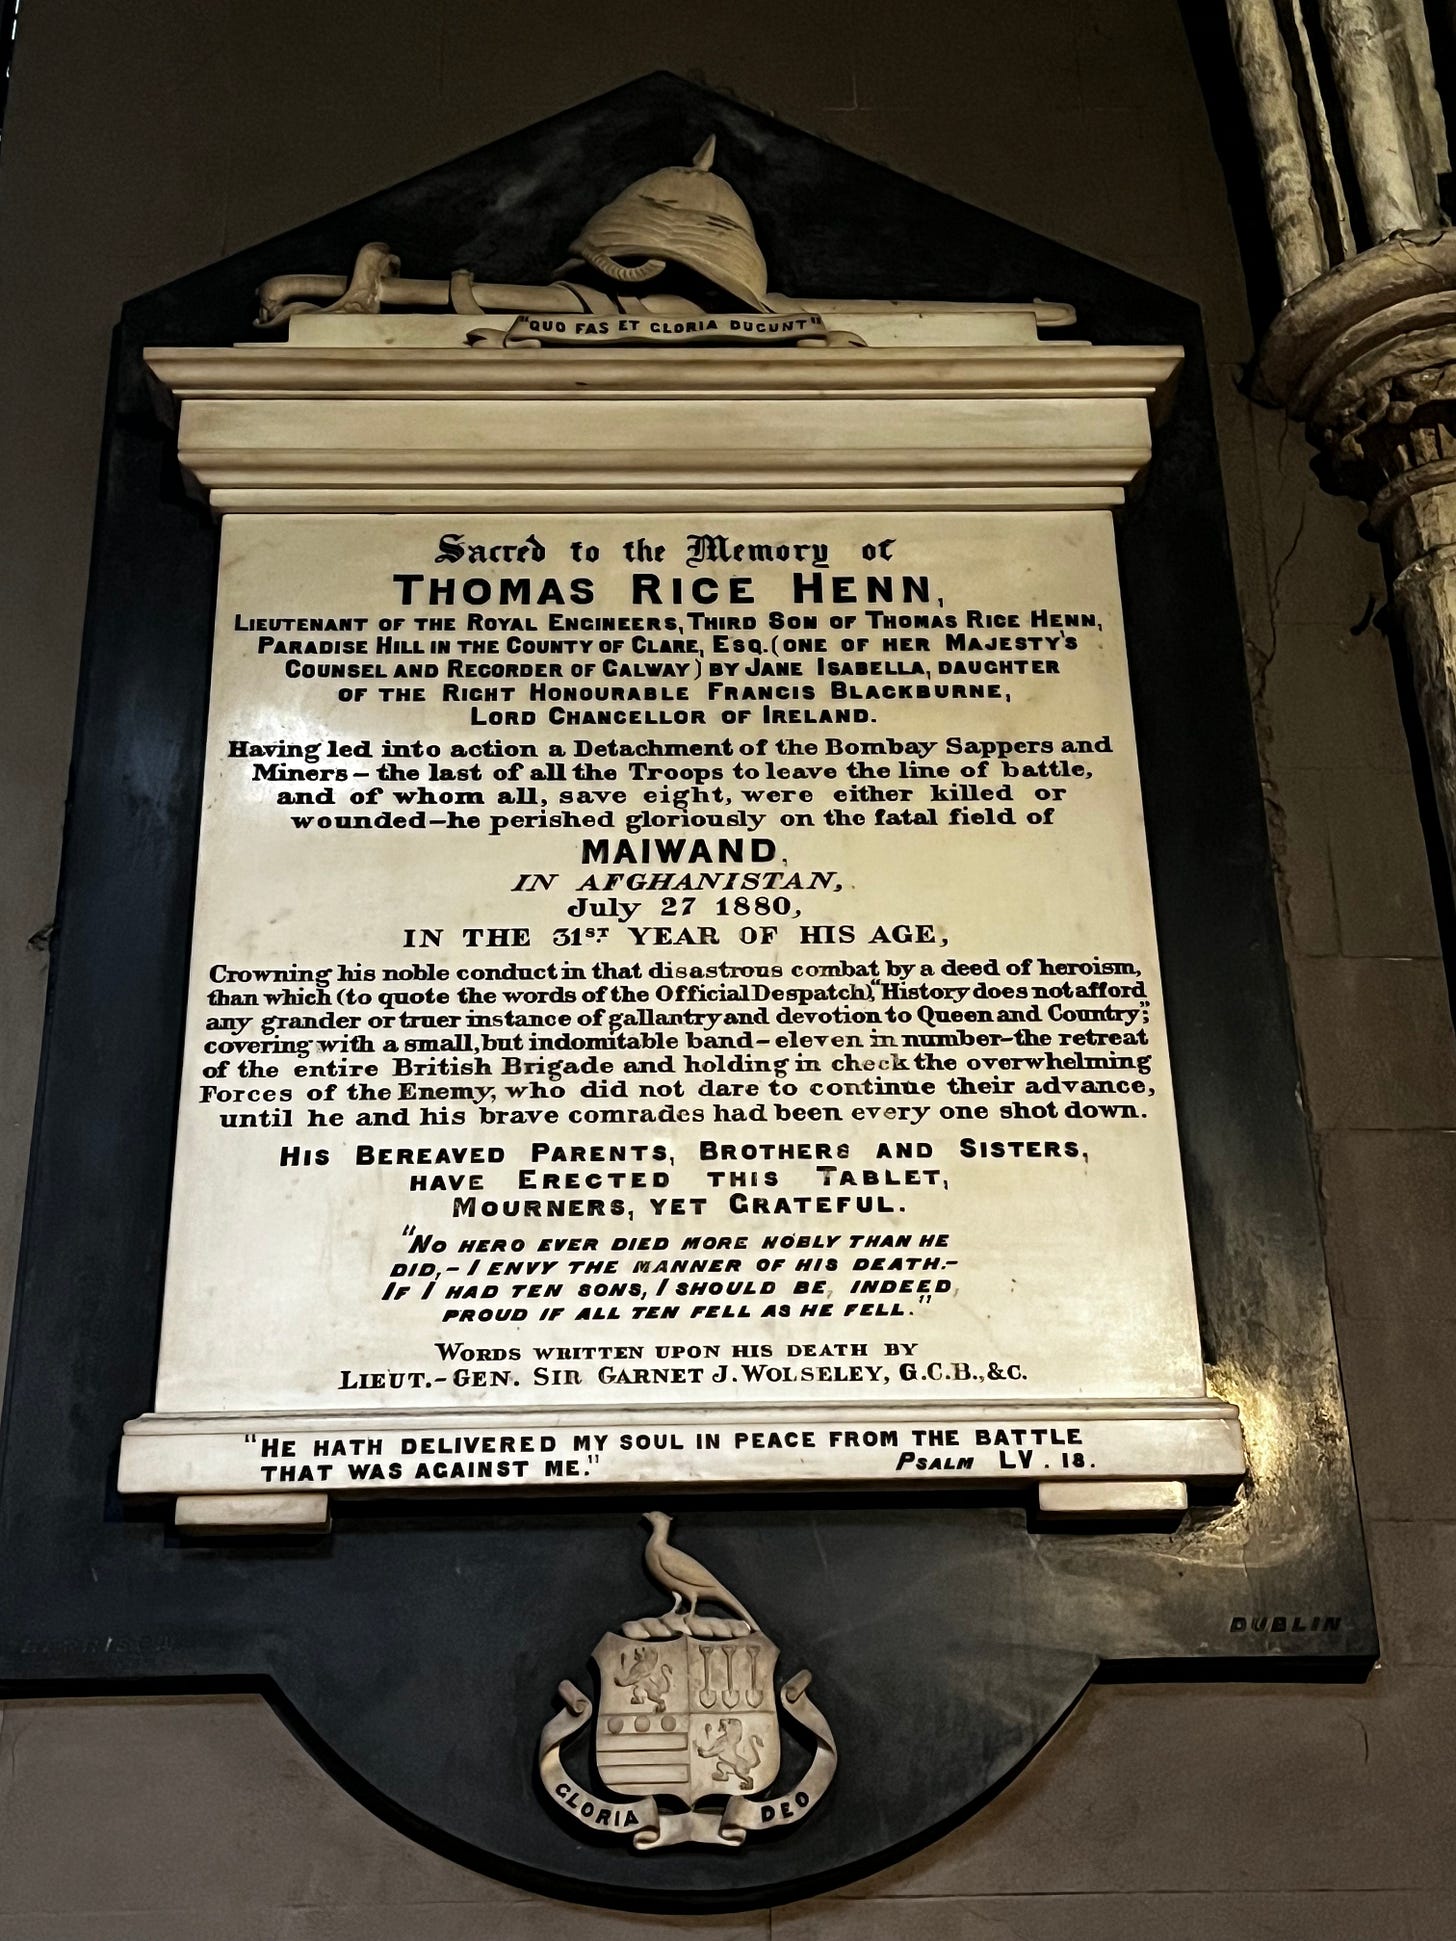 "QUO FAS ET GLORIA DUCUNT"
Sacred to the Memory of
THOMAS RICE HENN,
LIEUTENANT OF THE ROYAL ENGINEERS, THIRD SON OF THOMAS RICE HENN,
PARADISE HILL IN THE COUNTY OF CLARE, ESQ. (ONE OF HER MAJESTY'S
COUNSEL AND RECORDER OF GALWAY) BY JANE ISABELLA, DAUGHTER
OF THE RIGHT HONOURABLE FRANCIS BLACKBURNE,
LORD CHANCELLOR OF IRELAND.
Having led into action a Detachment of the Bombay Sappers and
Miners – the last of all the Troops to leave the line of battle,
and of whom all, save eight, were either killed or
wounded – he perished gloriously on the fatal field of
MAIWAND,
IN AFGHANISTAN,
July 27 1880,
IN THE 31ST YEAR OF HIS AGE,
Crowning his noble conduct in that disastrous combat by a deed of heroism,
than which (to quote the words of the Official Despatch), "History does not afford
any grander or truer instance of gallantry and devotion to Queen and Country";
covering with a small, but indomitable band – eleven in number – the retreat
of the entire British Brigade and holding in check the overwhelming
Forces of the Enemy, who did not dare to continue their advance,
until he and his brave comrades had been every one shot down.
HIS BEREAVED PARENTS, BROTHERS AND SISTERS,
HAVE ERECTED THIS TABLET,
MOURNERS, YET GRATEFUL.
"NO HERO EVER DIED MORE NOBLY THAN HE
DID, – I ENVY THE MANNER OF HIS DEATH. –
IF I HAD TEN SONS, I SHOULD BE, INDEED,
PROUD IF ALL TEN FELL AS HE FELL."
WORDS WRITTEN UPON HIS DEATH BY
LIEUT.-GEN. SIR GARNET J. WOLSELEY, G.C.B., &C.
"HE HATH DELIVERED MY SOUL IN PEACE FROM THE BATTLE
THAT WAS AGAINST ME." PSALM LV. 18.
DUBLIN
GLORIA DEO